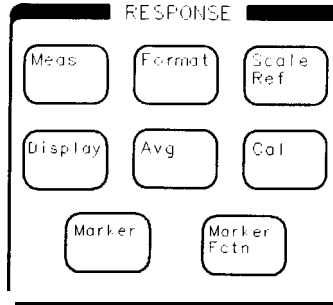 RESPONSE
Meas
Format
Scale
Ref
Display
Avg
Cal
Marker
Marker
Fctn